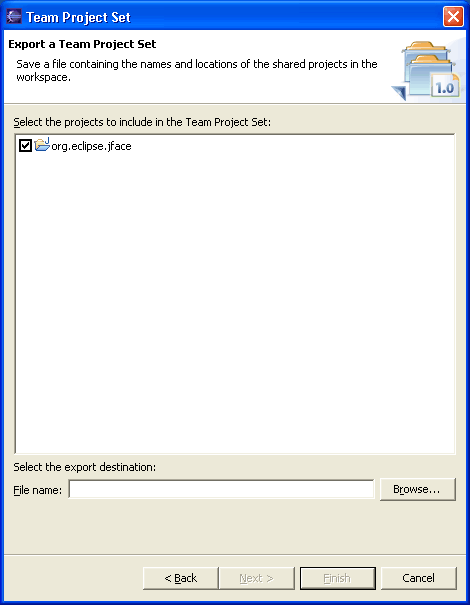 Team Project Set
Export a Team Project Set
Save a file containing the names and locations of the shared projects in the
workspace.
1.0
Select the projects to include in the Team Project Set:
org.eclipse.jface
Select the export destination:
File name:
Browse...
< Back
Next >
Finish
Cancel